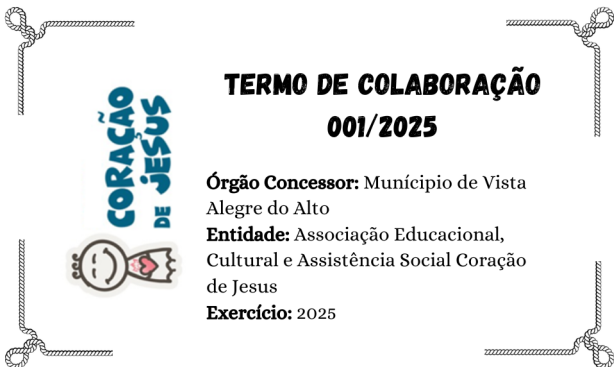 CORAÇÃO
DE JESUS
TERMO DE COLABORAÇÃO
001/2025
Órgão Concessor: Munícipio de Vista
Alegre do Alto
Entidade: Associação Educacional,
Cultural e Assistência Social Coração
de Jesus
Exercício: 2025